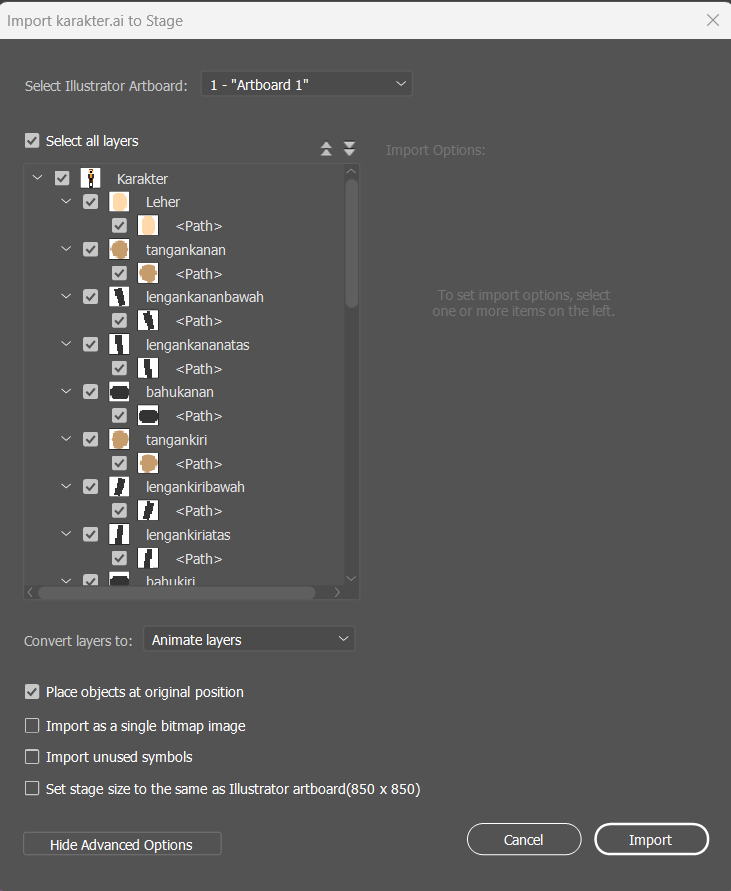 Import karakter.ai to Stage
Select Illustrator Artboard: 1 - "Artboard 1"
Select all layers
Import Options:
Karakter
Leher
<Path>
tangankanan
<Path>
lengankananbawah
<Path>
lengankananatas
<Path>
bahukanan
<Path>
tangankiri
<Path>
lengankiribawah
<Path>
lengankiriatas
<Path>
bahukiri
To set import options, select
one or more items on the left.
Convert layers to: Animate layers
Place objects at original position
Import as a single bitmap image
Import unused symbols
Set stage size to the same as Illustrator artboard(850 x 850)
Hide Advanced Options
Cancel
Import